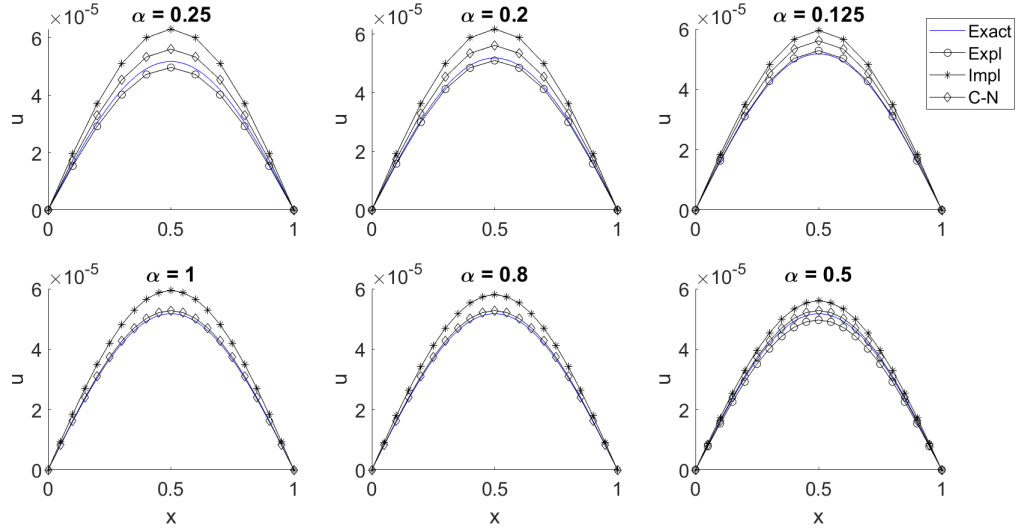 α = 0.25
×10⁻⁵
6
4
2
0
u
0 0.5 1
α = 0.2
×10⁻⁵
6
4
2
0
u
0 0.5 1
α = 0.125
×10⁻⁵
6
4
2
0
u
0 0.5 1
Exact
Expl
Impl
C-N
α = 1
×10⁻⁵
6
4
2
0
u
0 0.5 1
x
α = 0.8
×10⁻⁵
6
4
2
0
u
0 0.5 1
x
α = 0.5
×10⁻⁵
6
4
2
0
u
0 0.5 1
x